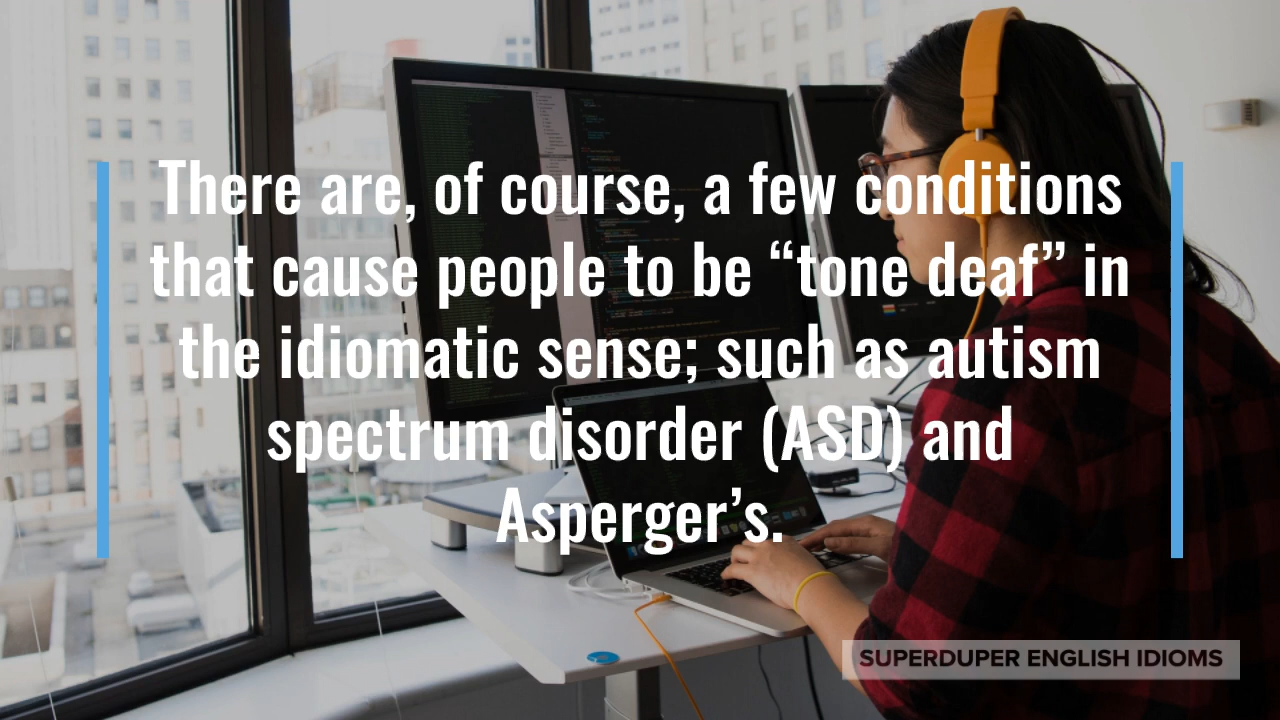 There are, of course, a few conditions
that cause people to be “tone deaf” in
the idiomatic sense; such as autism
spectrum disorder (ASD) and
Asperger’s.
SUPERDUPER ENGLISH IDIOMS